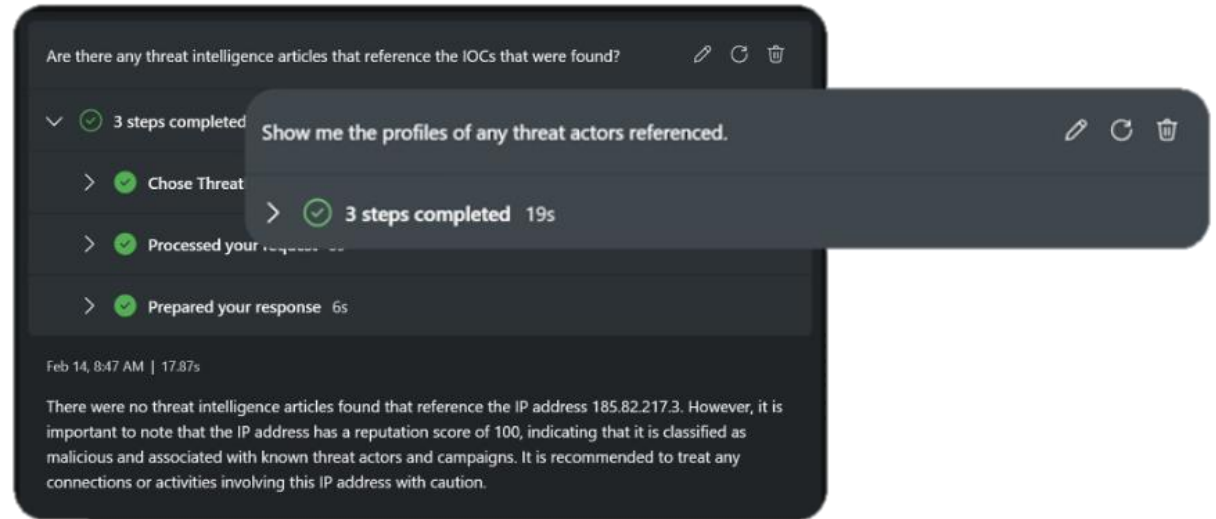 Are there any threat intelligence articles that reference the IOCs that were found?
3 steps completed
Show me the profiles of any threat actors referenced.
3 steps completed 19s
Chose Threat
Processed your
Prepared your response 6s
Feb 14, 8:47 AM | 17.87s
There were no threat intelligence articles found that reference the IP address 185.82.217.3. However, it is
important to note that the IP address has a reputation score of 100, indicating that it is classified as
malicious and associated with known threat actors and campaigns. It is recommended to treat any
connections or activities involving this IP address with caution.